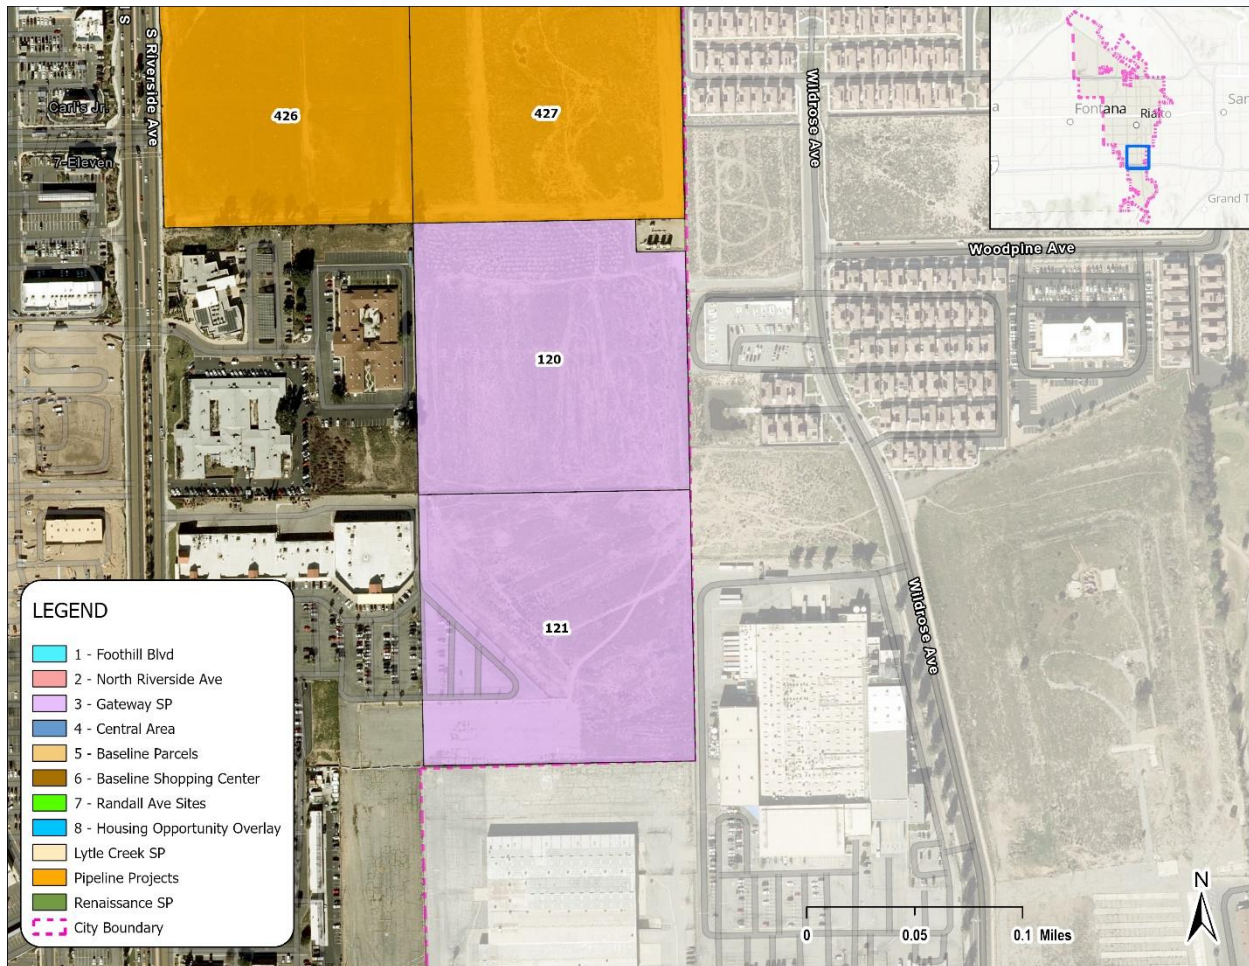 S
S Riverside Ave
Carl's Jr.
7-Eleven
426
427
120
121
Wildrose Ave
Woodpine Ave
Wildrose Ave
a
Fontana
Rialto
San
Grand T
LEGEND
1 - Foothill Blvd
2 - North Riverside Ave
3 - Gateway SP
4 - Central Area
5 - Baseline Parcels
6 - Baseline Shopping Center
7 - Randall Ave Sites
8 - Housing Opportunity Overlay
Lytle Creek SP
Pipeline Projects
Renaissance SP
City Boundary
N
0 0.05 0.1 Miles